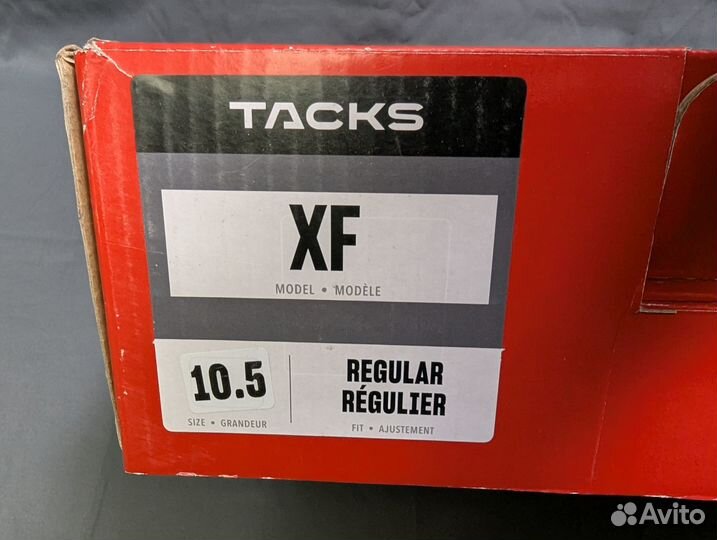 TACKS
XF
MODEL • MODÈLE
10.5
SIZE • GRANDEUR
REGULAR
RÉGULIER
FIT • AJUSTEMENT
Avito